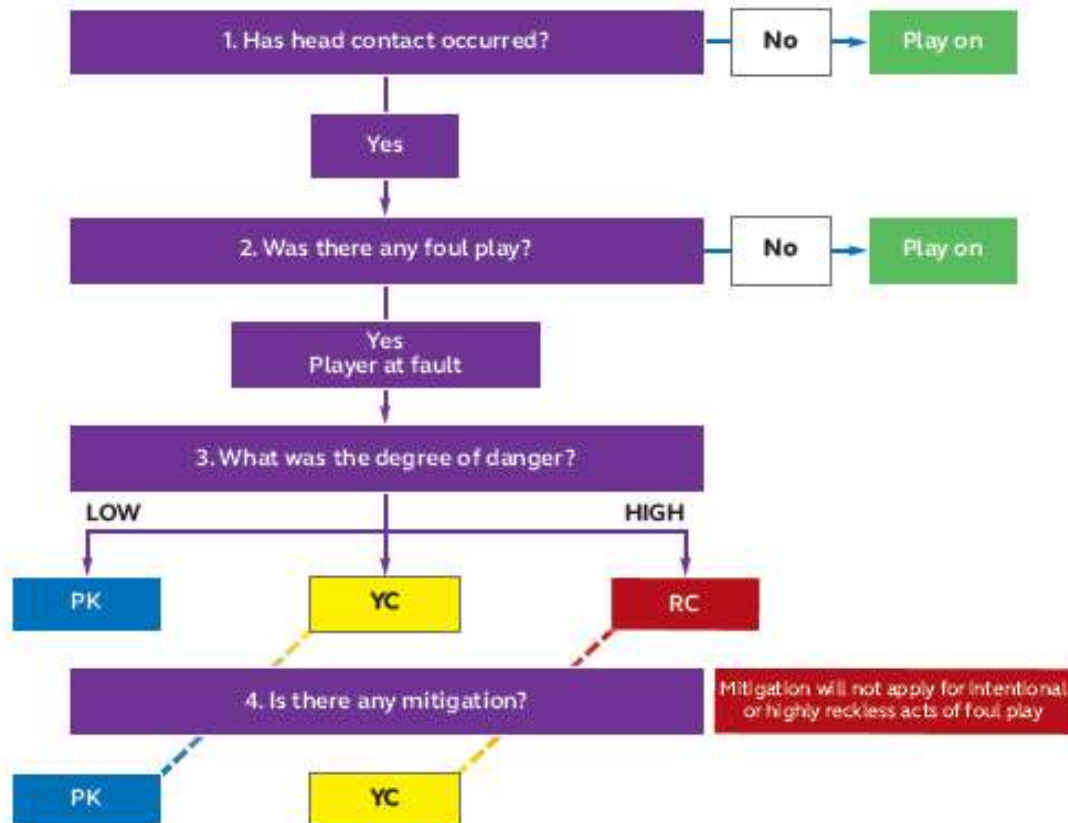 1. Has head contact occurred?
No
Play on
Yes
2. Was there any foul play?
No
Play on
Yes
Player at fault
3. What was the degree of danger?
LOW
HIGH
PK
YC
RC
4. Is there any mitigation?
Mitigation will not apply for intentional
or highly reckless acts of foul play
PK
YC